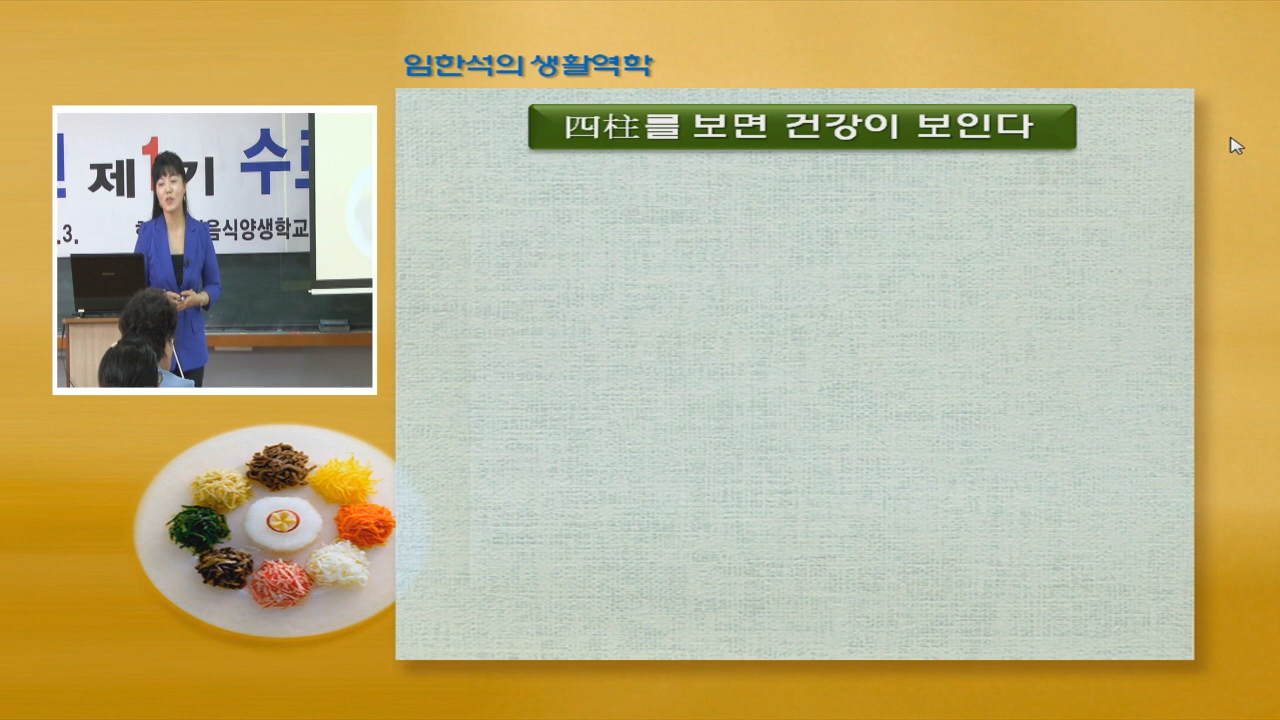 임한석의 생활역학
四柱를 보면 건강이 보인다
제1기 수
.3.
음식양생학교